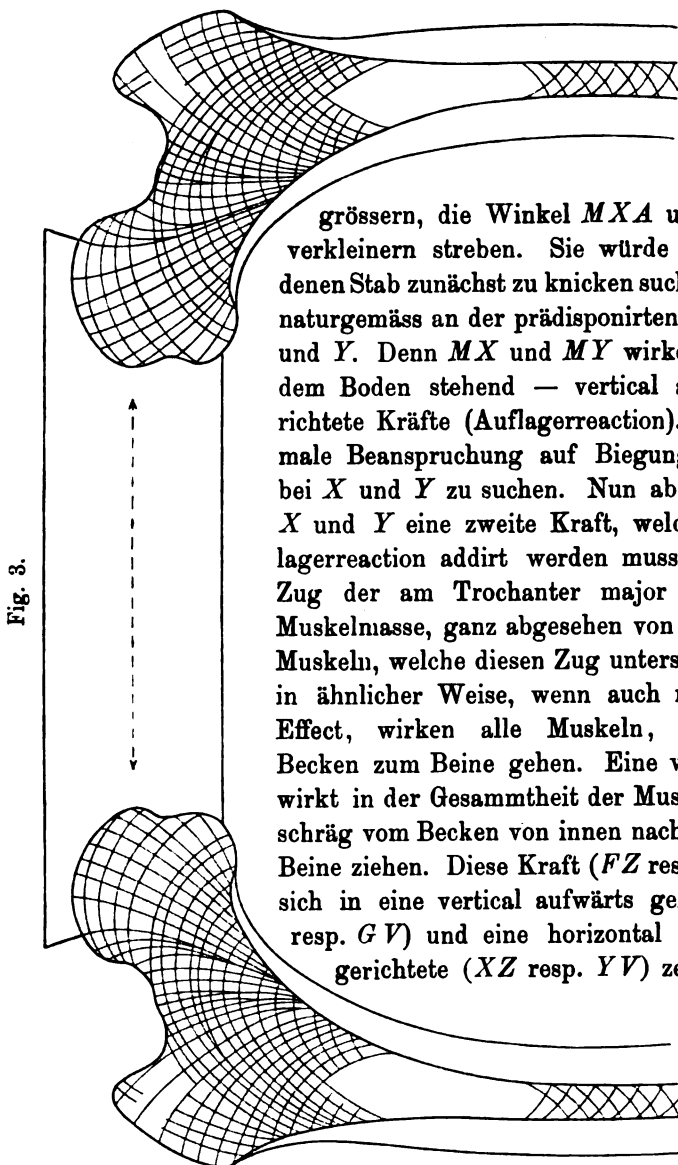 Fig. 3.
grössern, die Winkel MXA u
verkleinern streben. Sie würde
denen Stab zunächst zu knicken such
naturgemäss an der prädisponirten
und Y. Denn MX und MY wirke
dem Boden stehend — vertical a
richtete Kräfte (Auflagerreaction).
male Beanspruchung auf Biegung
bei X und Y zu suchen. Nun ab
X und Y eine zweite Kraft, welc
lagerreaction addirt werden muss
Zug der am Trochanter major
Muskelmasse, ganz abgesehen von
Muskeln, welche diesen Zug unters
in ähnlicher Weise, wenn auch
Effect, wirken alle Muskeln,
Becken zum Beine gehen. Eine v
wirkt in der Gesammtheit der Mus
schräg vom Becken von innen nach
Beine ziehen. Diese Kraft (FZ res
sich in eine vertical aufwärts ge
resp. GV) und eine horizontal
gerichtete (XZ resp. YV) ze